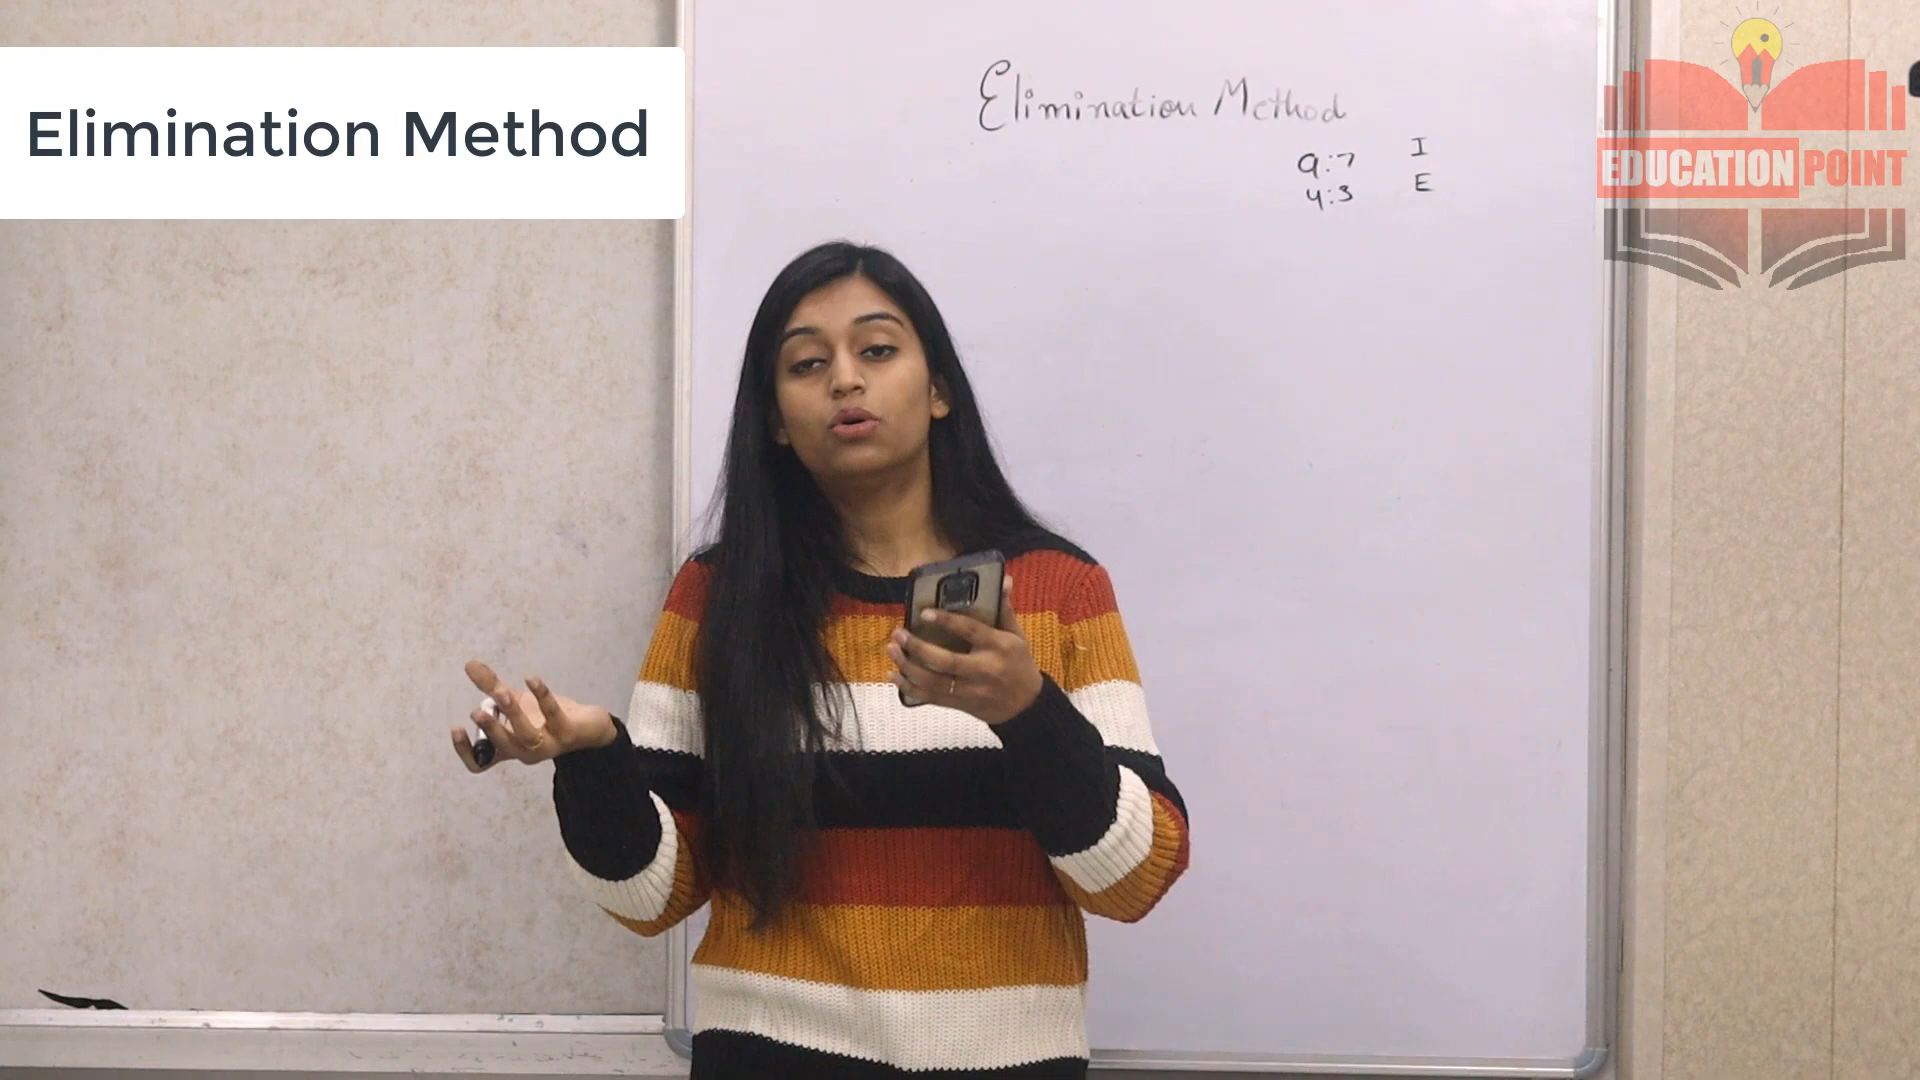 Elimination Method
Elimination Method
9:7 I
4:3 E
EDUCATION POINT